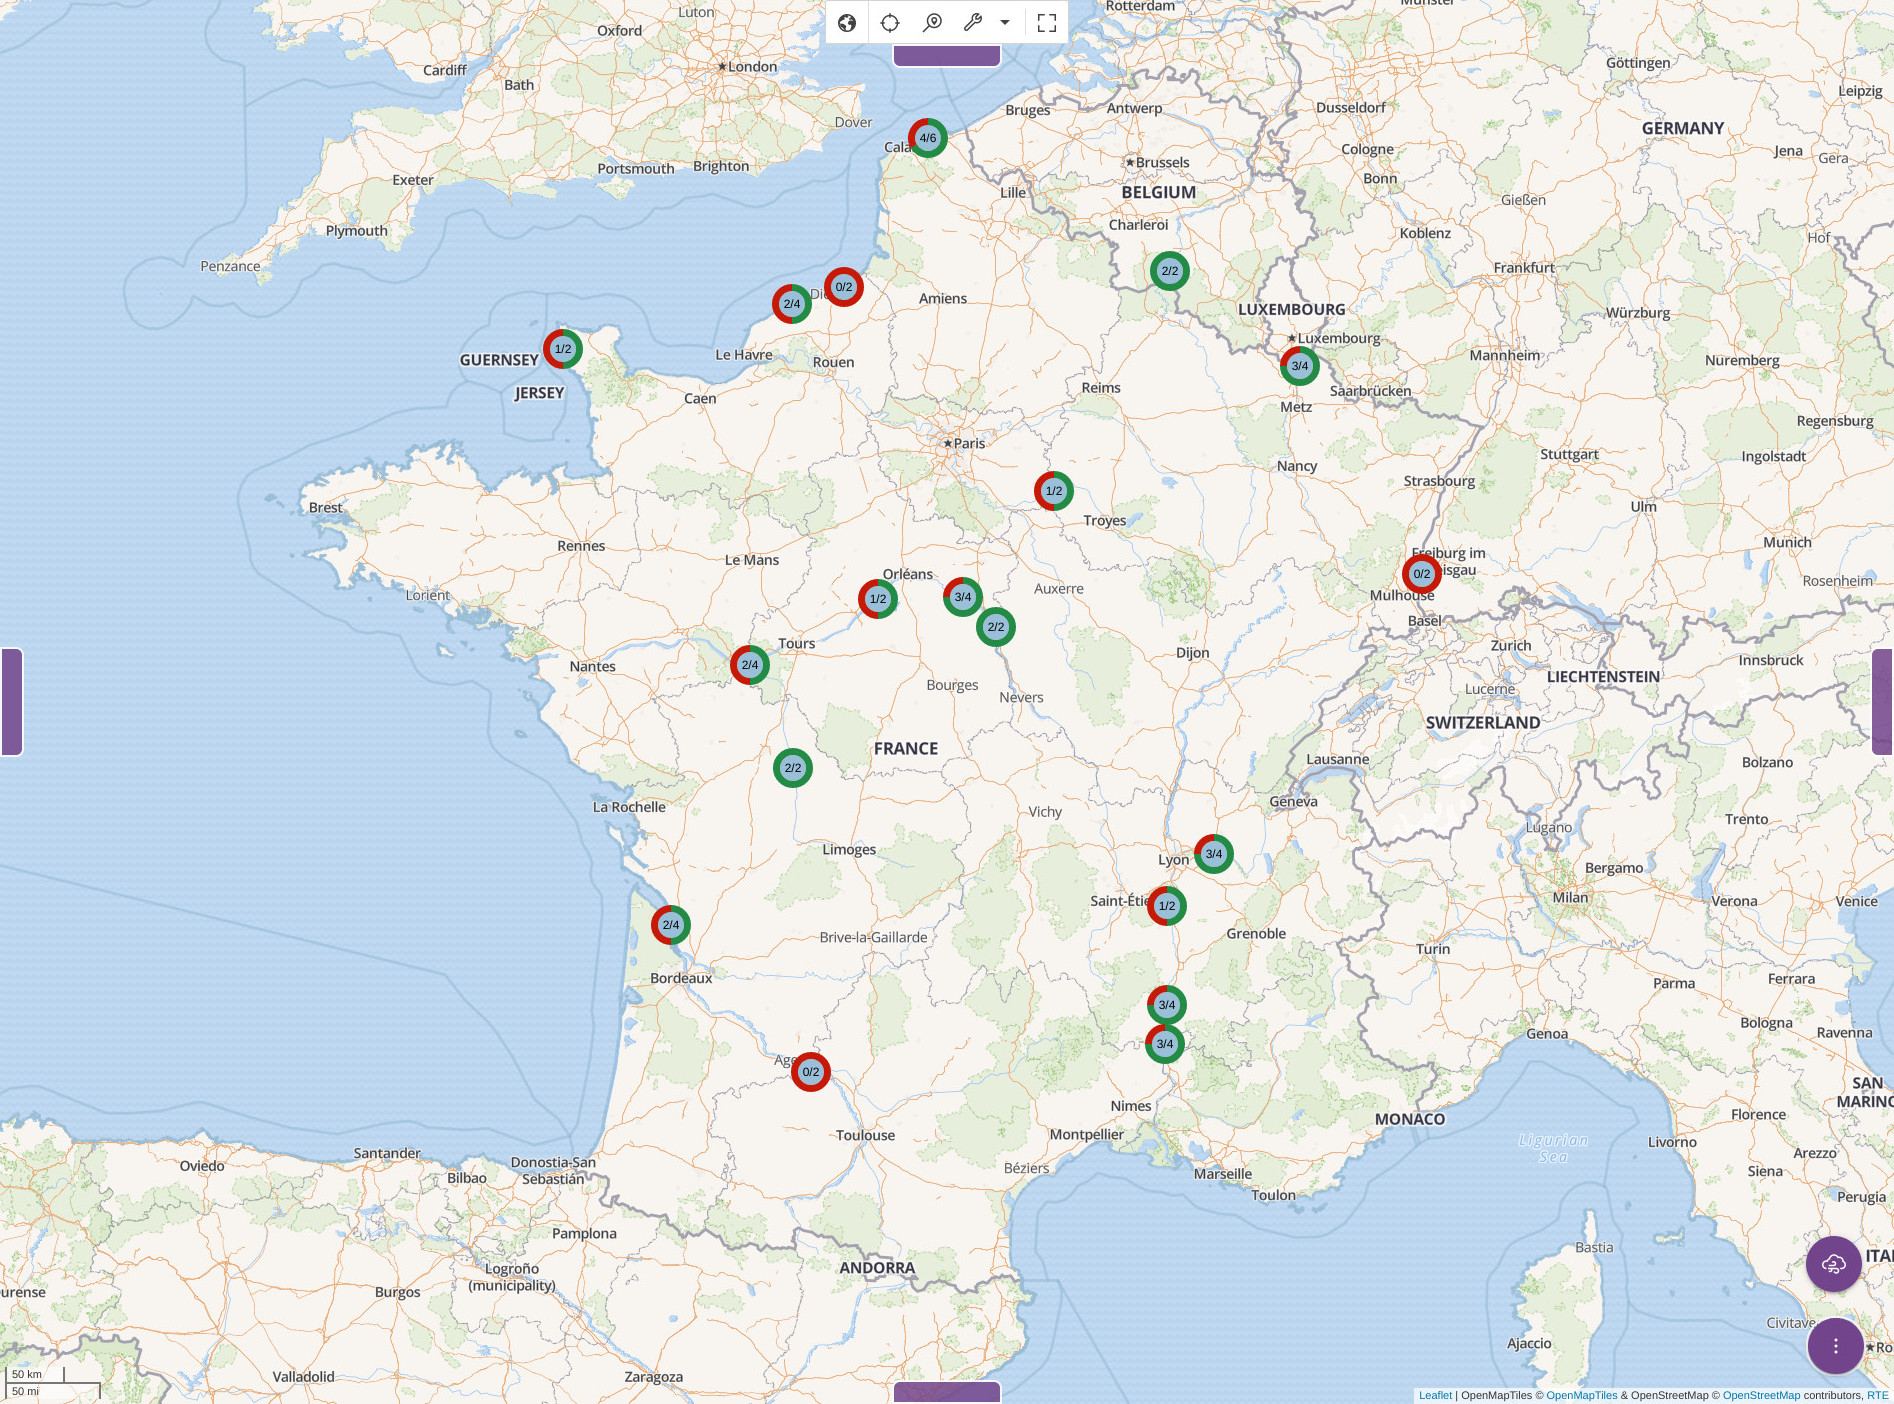 Luton
Rotterdam
Munster
Oxford
Cardiff
London
Göttingen
Bath
Leipzig
Bruges
Antwerp
Dusseldorf
Dover
GERMANY
4/6
Cala
Cologne
Jena
Gera
Brussels
Portsmouth
Brighton
Exeter
Lille
BELGIUM
Bonn
Gießen
Charleroi
Koblenz
Plymouth
Hof
Penzance
2/2
Frankfurt
0/2
Di
2/4
Amiens
LUXEMBOURG
Würzburg
Luxembourg
1/2
GUERNSEY
Le Havre
Rouen
3/4
Mannheim
Nuremberg
JERSEY
Caen
Reims
Saarbrücken
Metz
Regensburg
Paris
Stuttgart
Ingolstadt
Nancy
Strasbourg
1/2
Brest
Troyes
Ulm
Rennes
Munich
Le Mans
Freiburg im
isgau
Orléans
0/2
Rosenheim
Lorient
1/2
3/4
Auxerre
Mulhouse
2/2
Basel
Tours
Zurich
Dijon
Nantes
2/4
Innsbruck
LIECHTENSTEIN
Bourges
Nevers
Lucerne
SWITZERLAND
FRANCE
Lausanne
Bolzano
2/2
Geneva
La Rochelle
Vichy
Trento
Lugano
Limoges
Lyon
3/4
Bergamo
Saint-Étie
1/2
Milan
Verona
Venice
2/4
Brive-la-Gaillarde
Grenoble
Turin
Bordeaux
Parma
Ferrara
3/4
Bologna
Ravenna
Genoa
3/4
Age
0/2
SAN
MARINO
Nimes
MONACO
Florence
Toulouse
Montpellier
Ligurian
Sea
Livorno
Arezzo
Santander
Oviedo
Donostia-San
Sebastián
Béziers
Marseille
Siena
Bilbao
Toulon
Perugia
Pamplona
Bastia
ITA
ANDORRA
Logroño
(municipality)
urense
Burgos
Civitave
Ajaccio
Ro
Valladolid
Zaragoza
50 km
50 mi
Leaflet | OpenMapTiles © OpenMapTiles & OpenStreetMap © OpenStreetMap contributors, RTE